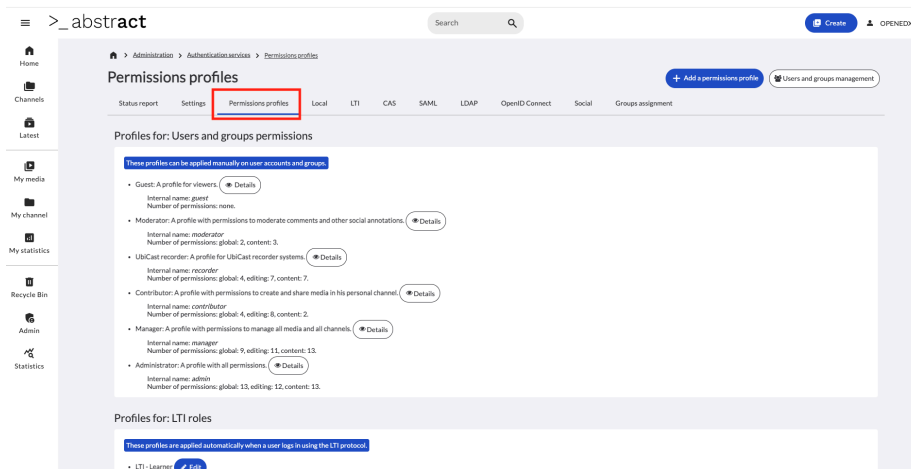 >_ abstract
Search
Create
OPENEDX
Home
Channels
Latest
My media
My channel
My statistics
Recycle Bin
Admin
Statistics
> Administration > Authentication services > Permissions profiles
Permissions profiles
+ Add a permissions profile
Users and groups management
Status report Settings Permissions profiles Local LTI CAS SAML LDAP OpenID Connect Social Groups assignment
Profiles for: Users and groups permissions
These profiles can be applied manually on user accounts and groups.
• Guest: A profile for viewers. Details
Internal name: guest
Number of permissions: none.
• Moderator: A profile with permissions to moderate comments and other social annotations. Details
Internal name: moderator
Number of permissions: global: 2, content: 3.
• UbiCast recorder: A profile for UbiCast recorder systems. Details
Internal name: recorder
Number of permissions: global: 4, editing: 7, content: 7.
• Contributor: A profile with permissions to create and share media in his personal channel. Details
Internal name: contributor
Number of permissions: global: 4, editing: 8, content: 2.
• Manager: A profile with permissions to manage all media and all channels. Details
Internal name: manager
Number of permissions: global: 9, editing: 11, content: 13.
• Administrator: A profile with all permissions. Details
Internal name: admin
Number of permissions: global: 13, editing: 12, content: 13.
Profiles for: LTI roles
These profiles are applied automatically when a user logs in using the LTI protocol.
• LTI - Learner Edit